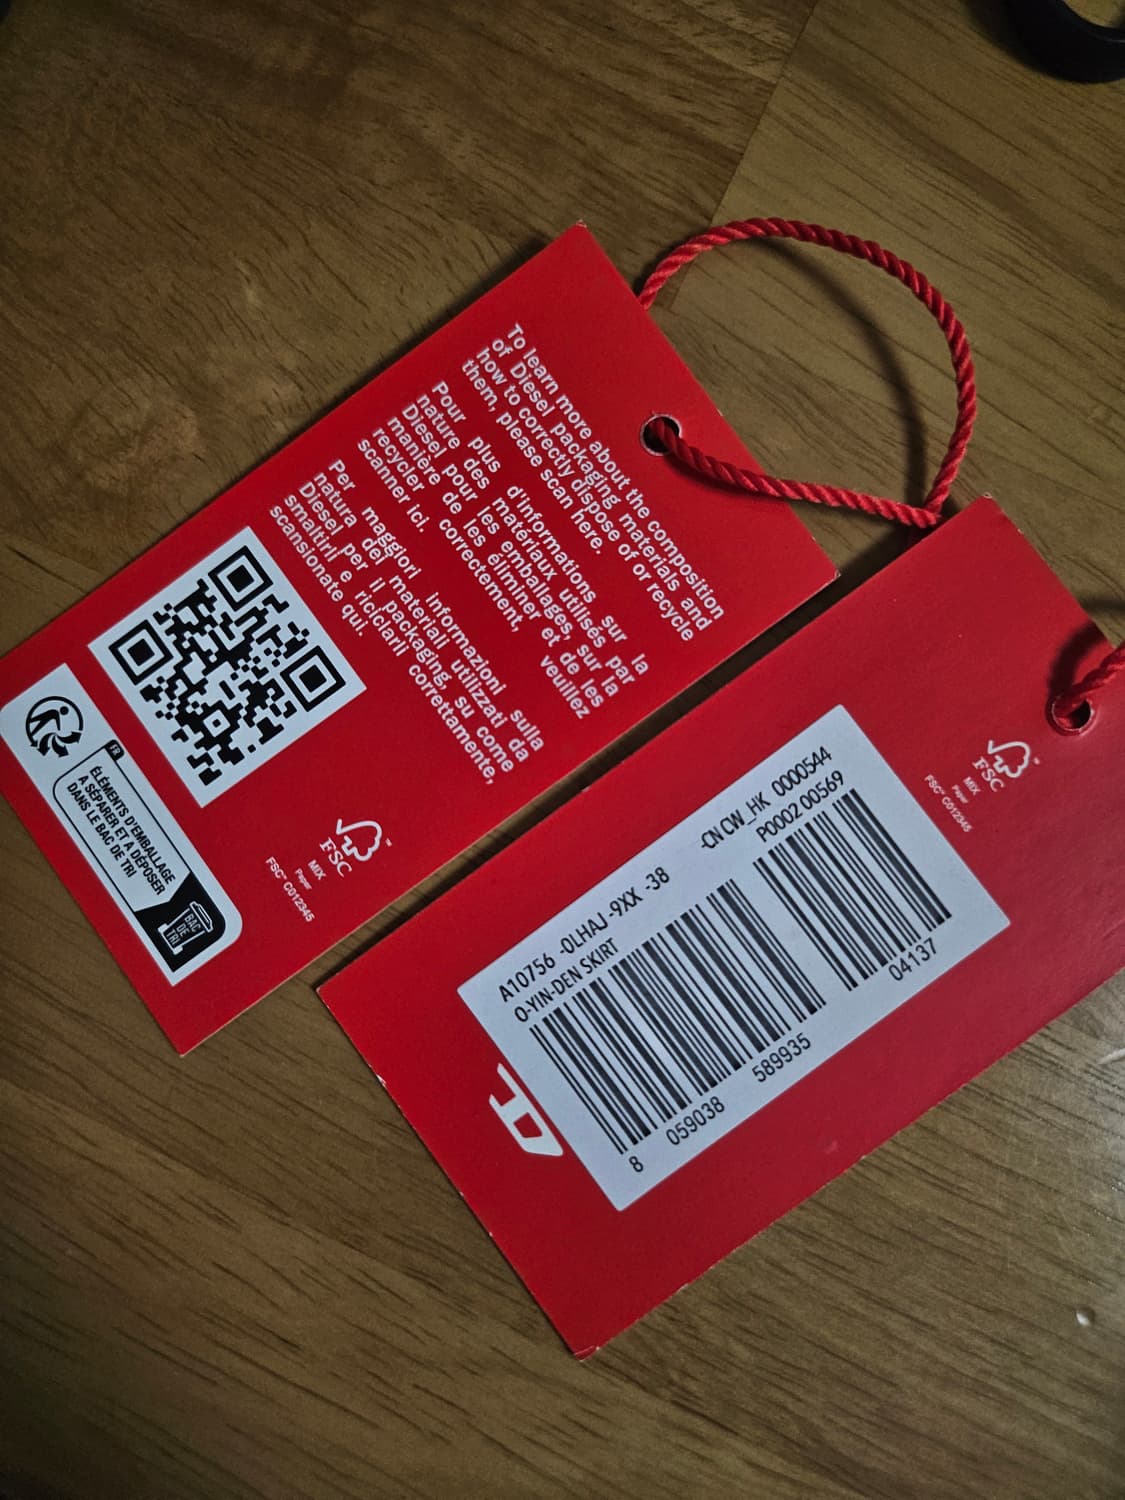 To learn more about the composition
of Diesel packaging materials and
how to correctly dispose of or recycle
them, please scan here.
Pour plus d'informations sur la
nature des matériaux utilisés par
Diesel pour les emballages, sur la
manière de les éliminer et de les
recycler correctement, veuillez
scanner ici.
Per maggiori informazioni sulla
natura dei materiali utilizzati da
Diesel per il packaging, su come
smaltirli e riciclarli correttamente,
scansionate qui.
FR
ÉLÉMENTS D'EMBALLAGE
À SÉPARER ET À DÉPOSER
DANS LE BAC DE TRI
BAC
DE
TRI
FSC
MIX
Paper
FSC™ C012345
FSC
MIX
Paper
FSC™ C012345
A10756 -0LHAJ -9XX -38 -CN CW_HK 0000544
O-YIN-DEN SKIRT P0002 00569
8 059038 589935 04137
D